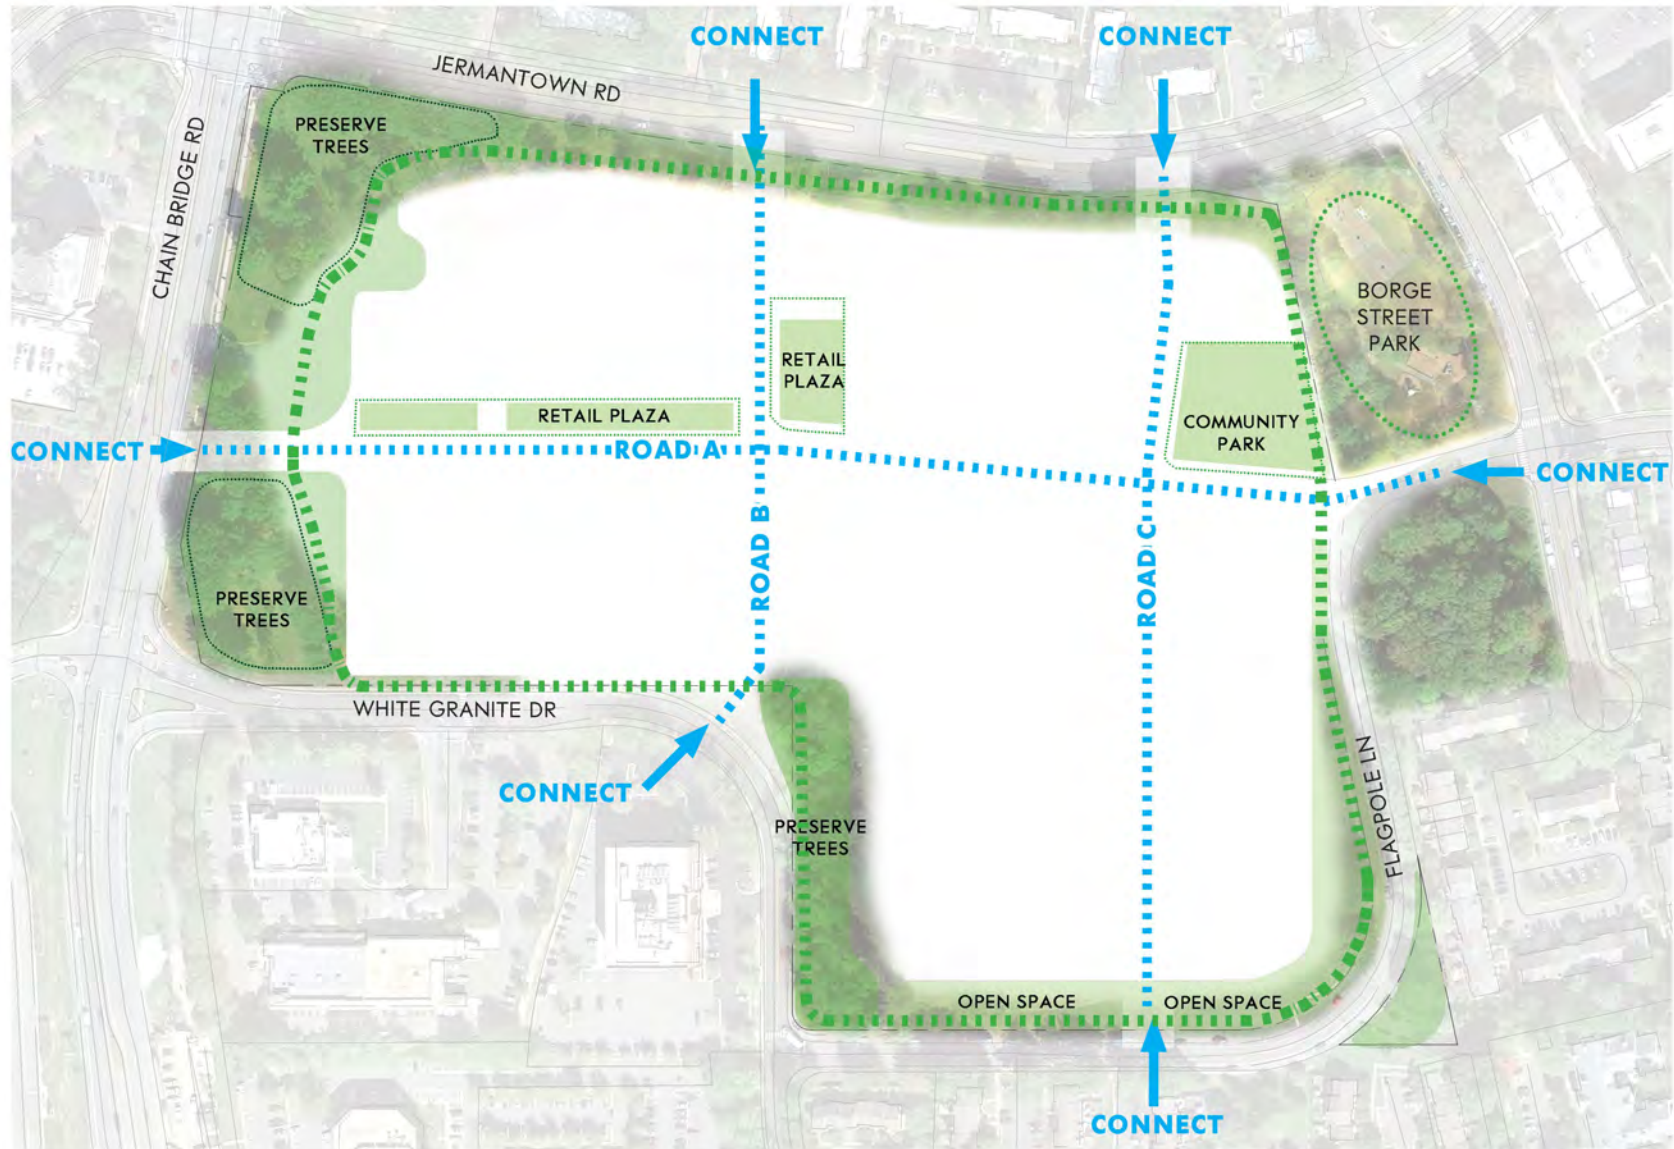 CONNECT
CONNECT
JERMANTOWN RD
PRESERVE
TREES
CHAIN BRIDGE RD
BORGE
STREET
PARK
RETAIL
PLAZA
RETAIL PLAZA
COMMUNITY
PARK
CONNECT
ROAD A
CONNECT
ROAD B
ROAD C
PRESERVE
TREES
WHITE GRANITE DR
CONNECT
FLAGPOLE LN
PRESERVE
TREES
OPEN SPACE
OPEN SPACE
CONNECT